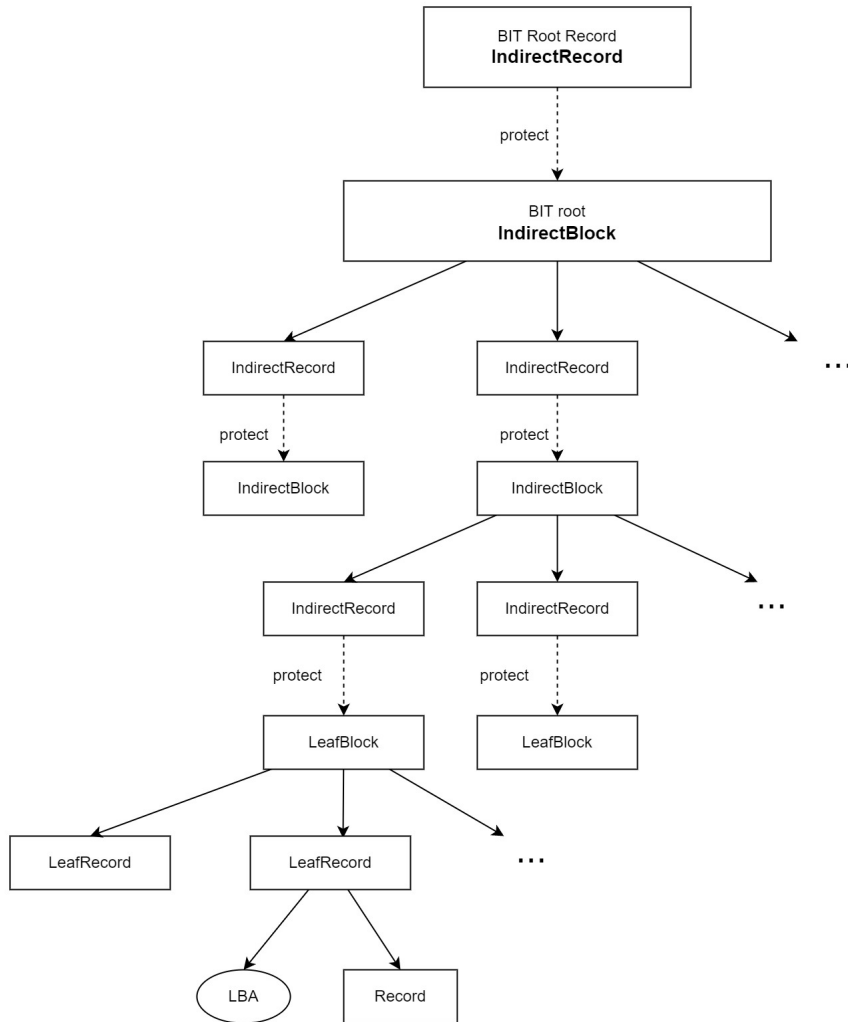 BIT Root Record
IndirectRecord
protect
BIT root
IndirectBlock
IndirectRecord
IndirectRecord
...
protect
protect
IndirectBlock
IndirectBlock
IndirectRecord
IndirectRecord
...
protect
protect
LeafBlock
LeafBlock
LeafRecord
LeafRecord
...
LBA
Record